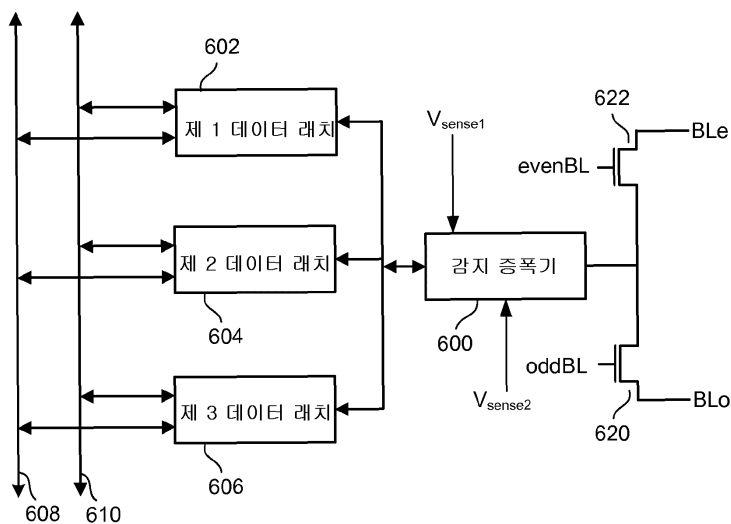 602
제 1 데이터 래치
Vsense1
622
BLe
evenBL
제 2 데이터 래치
604
감지 증폭기
600
oddBL
Vsense2
BLo
620
제 3 데이터 래치
606
608
610